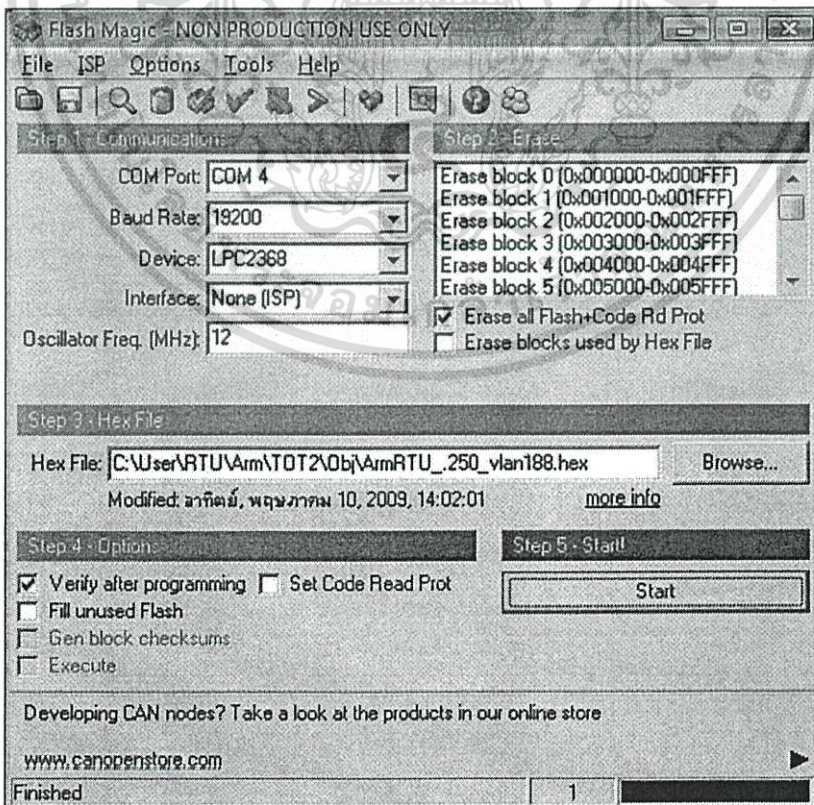 Flash Magic - NON PRODUCTION USE ONLY
File ISP Options Tools Help
Step 1 - Communications
COM Port: COM 4
Baud Rate: 19200
Device: LPC2368
Interface: None (ISP)
Oscillator Freq. (MHz): 12
Step 2 - Erase
Erase block 0 (0x000000-0x000FFF)
Erase block 1 (0x001000-0x001FFF)
Erase block 2 (0x002000-0x002FFF)
Erase block 3 (0x003000-0x003FFF)
Erase block 4 (0x004000-0x004FFF)
Erase block 5 (0x005000-0x005FFF)
Erase all Flash+Code Rd Prot
Erase blocks used by Hex File
Step 3 - Hex File
Hex File: C:\User\RTU\Arm\TOT2\Obj\ArmRTU_.250_vlan188.hex Browse...
Modified: อาทิตย์, พฤษภาคม 10, 2009, 14:02:01 more info
Step 4 - Options
Verify after programming Set Code Read Prot
Fill unused Flash
Gen block checksums
Execute
Step 5 - Start!
Start
Developing CAN nodes? Take a look at the products in our online store
www.canopenstore.com
Finished 1